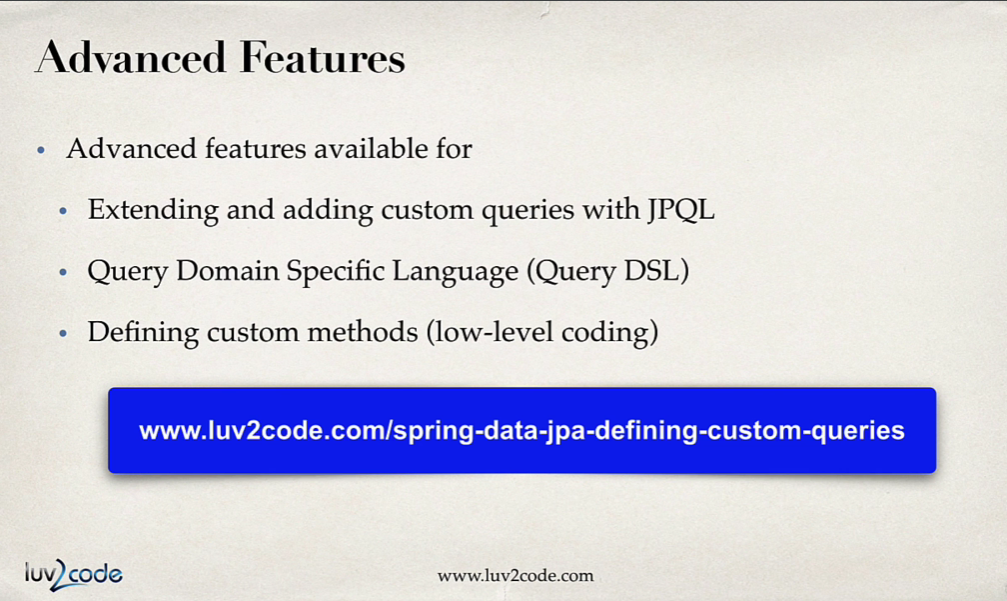 Advanced Features
• Advanced features available for
• Extending and adding custom queries with JPQL
• Query Domain Specific Language (Query DSL)
• Defining custom methods (low-level coding)
www.luv2code.com/spring-data-jpa-defining-custom-queries
luv2code
www.luv2code.com